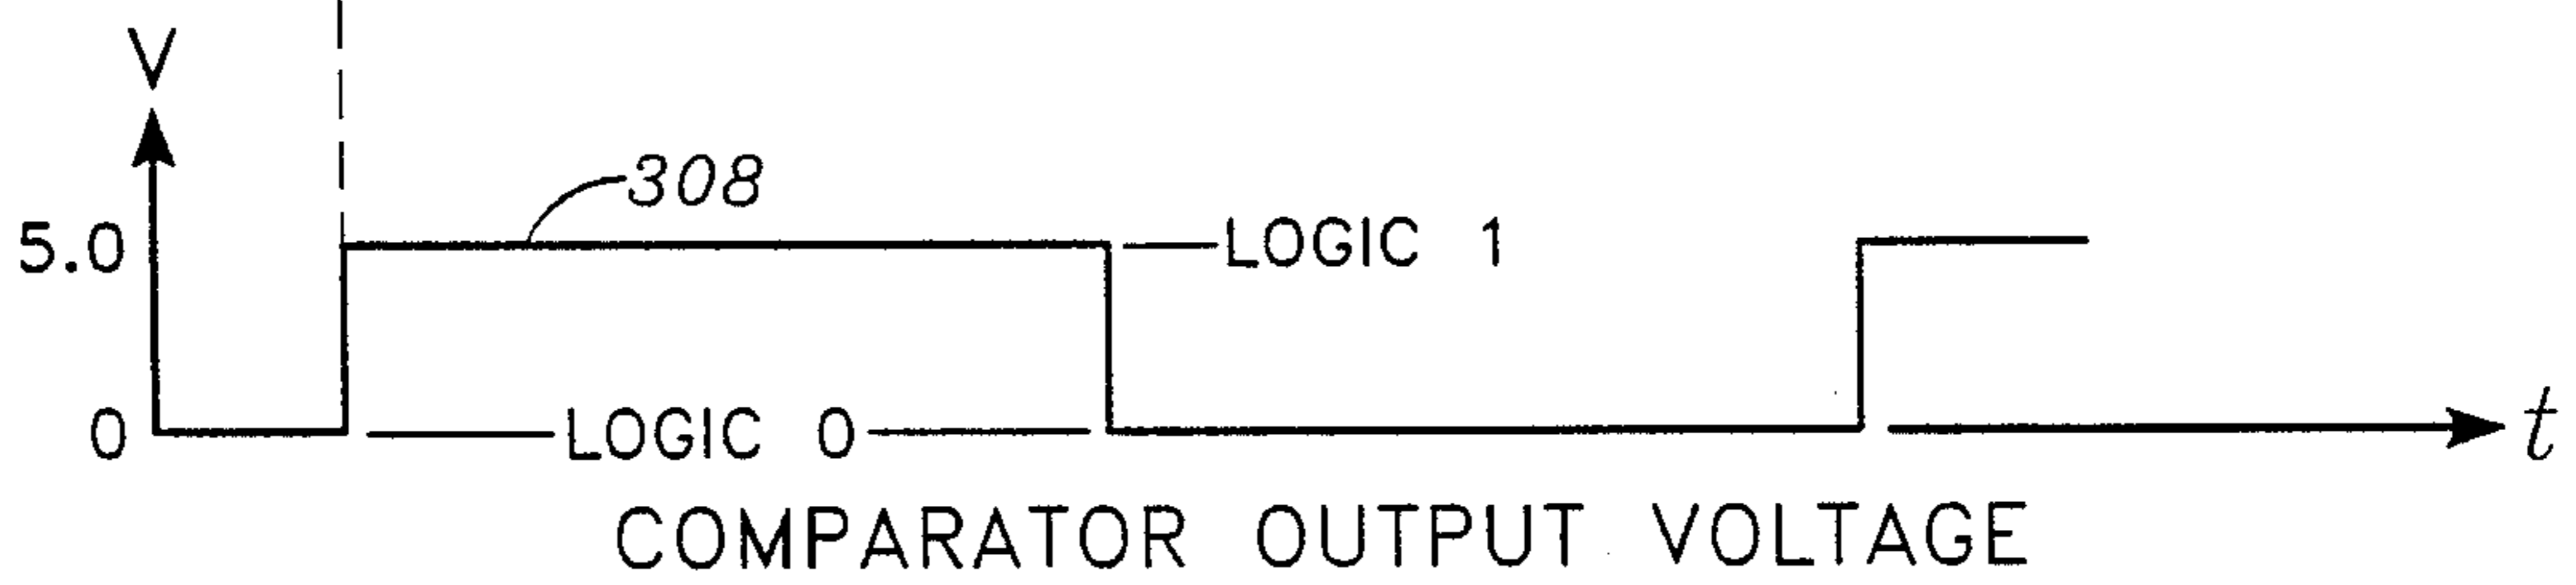 V
308
5.0
LOGIC 1
0
LOGIC 0
t
COMPARATOR OUTPUT VOLTAGE